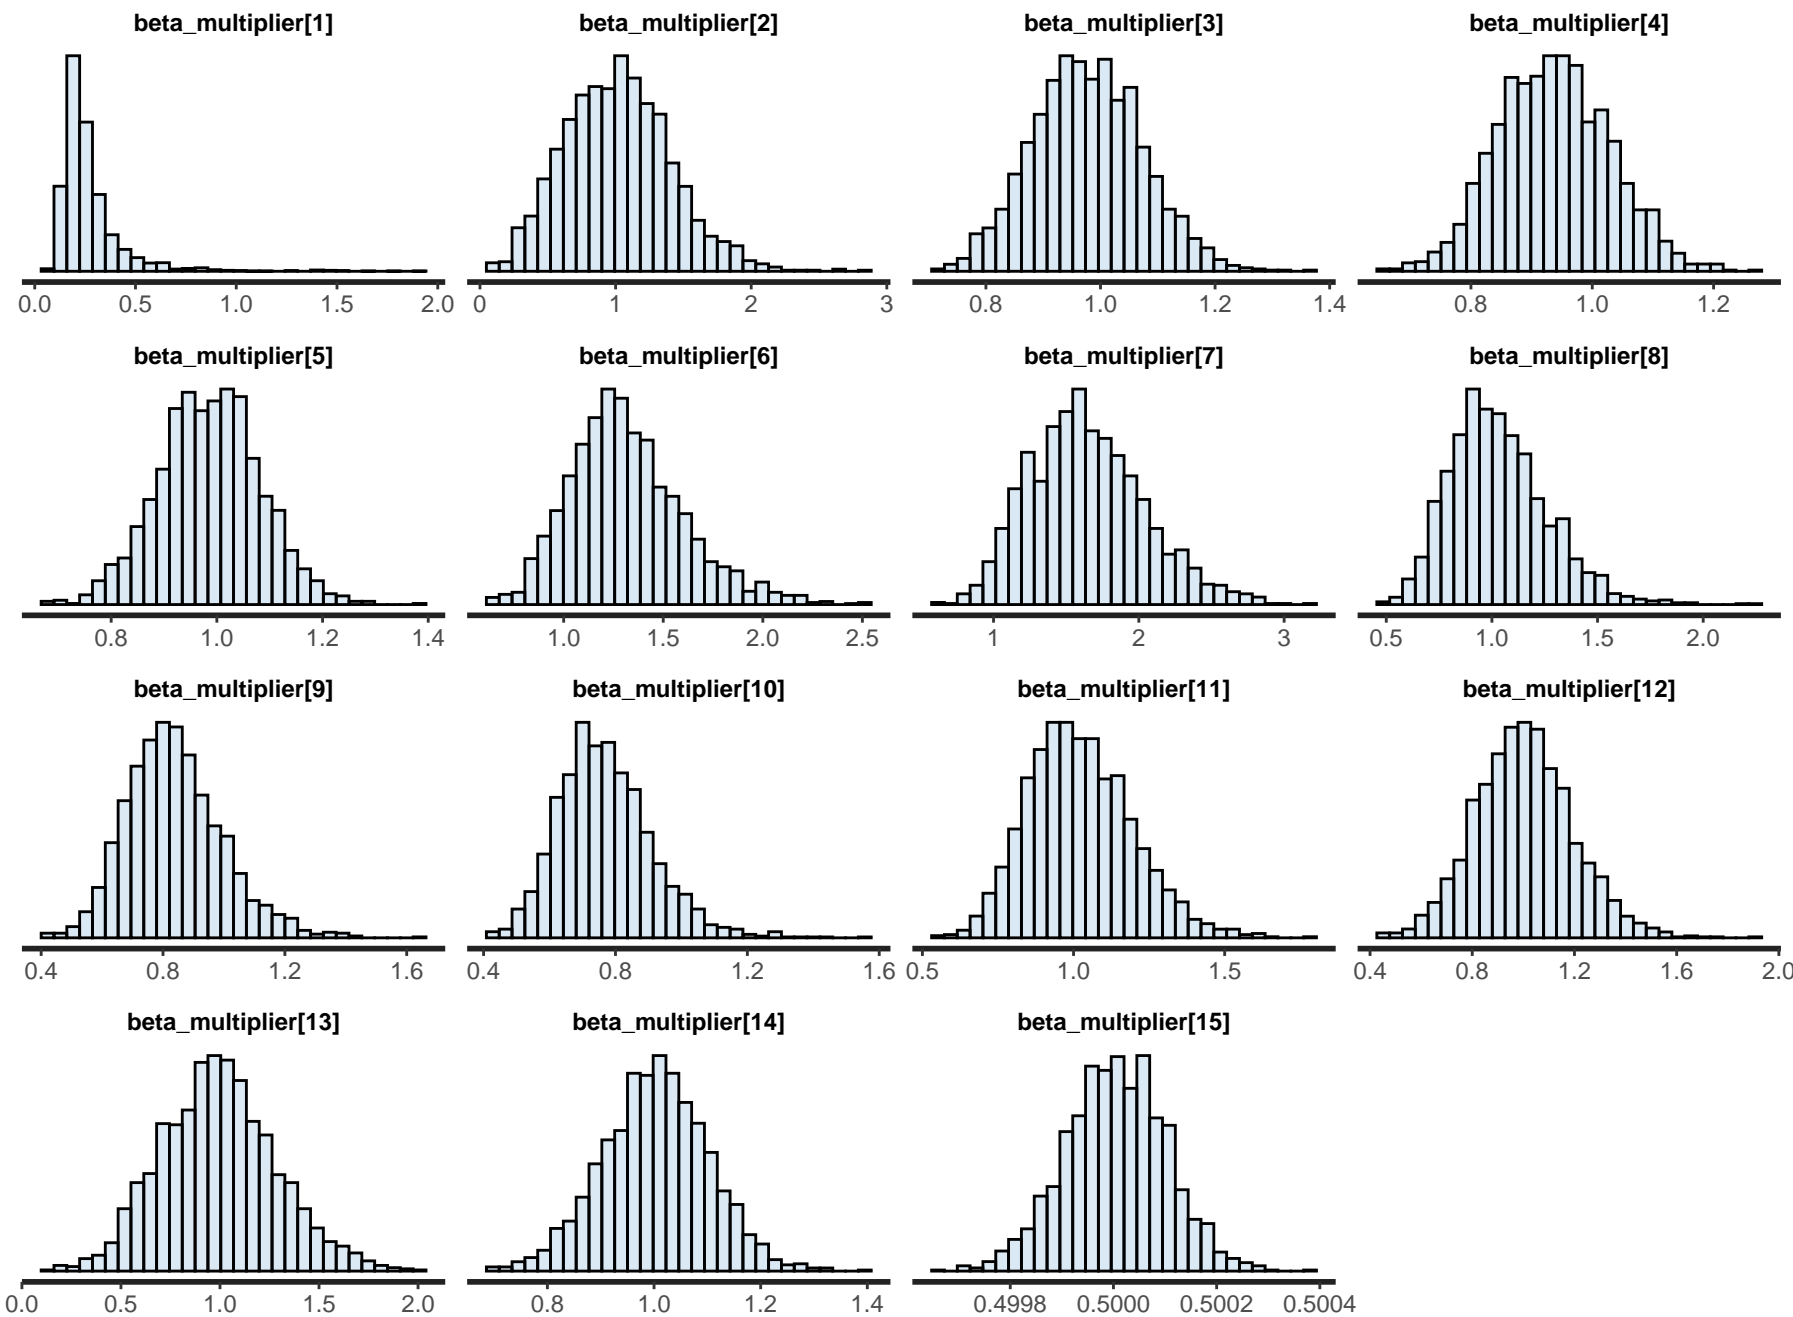 beta_multiplier[1] beta_multiplier[2] beta_multiplier[3] beta_multiplier[4]
0.0 0.5 1.0 1.5 2.0 0 1 2 3 0.8 1.0 1.2 1.4 0.8 1.0 1.2
beta_multiplier[5] beta_multiplier[6] beta_multiplier[7] beta_multiplier[8]
0.8 1.0 1.2 1.4 1.0 1.5 2.0 2.5 1 2 3 0.5 1.0 1.5 2.0
beta_multiplier[9] beta_multiplier[10] beta_multiplier[11] beta_multiplier[12]
0.4 0.8 1.2 1.6 0.4 0.8 1.2 1.6 0.5 1.0 1.5 0.4 0.8 1.2 1.6 2.0
beta_multiplier[13] beta_multiplier[14] beta_multiplier[15]
0.0 0.5 1.0 1.5 2.0 0.8 1.0 1.2 1.4 0.4998 0.5000 0.5002 0.5004